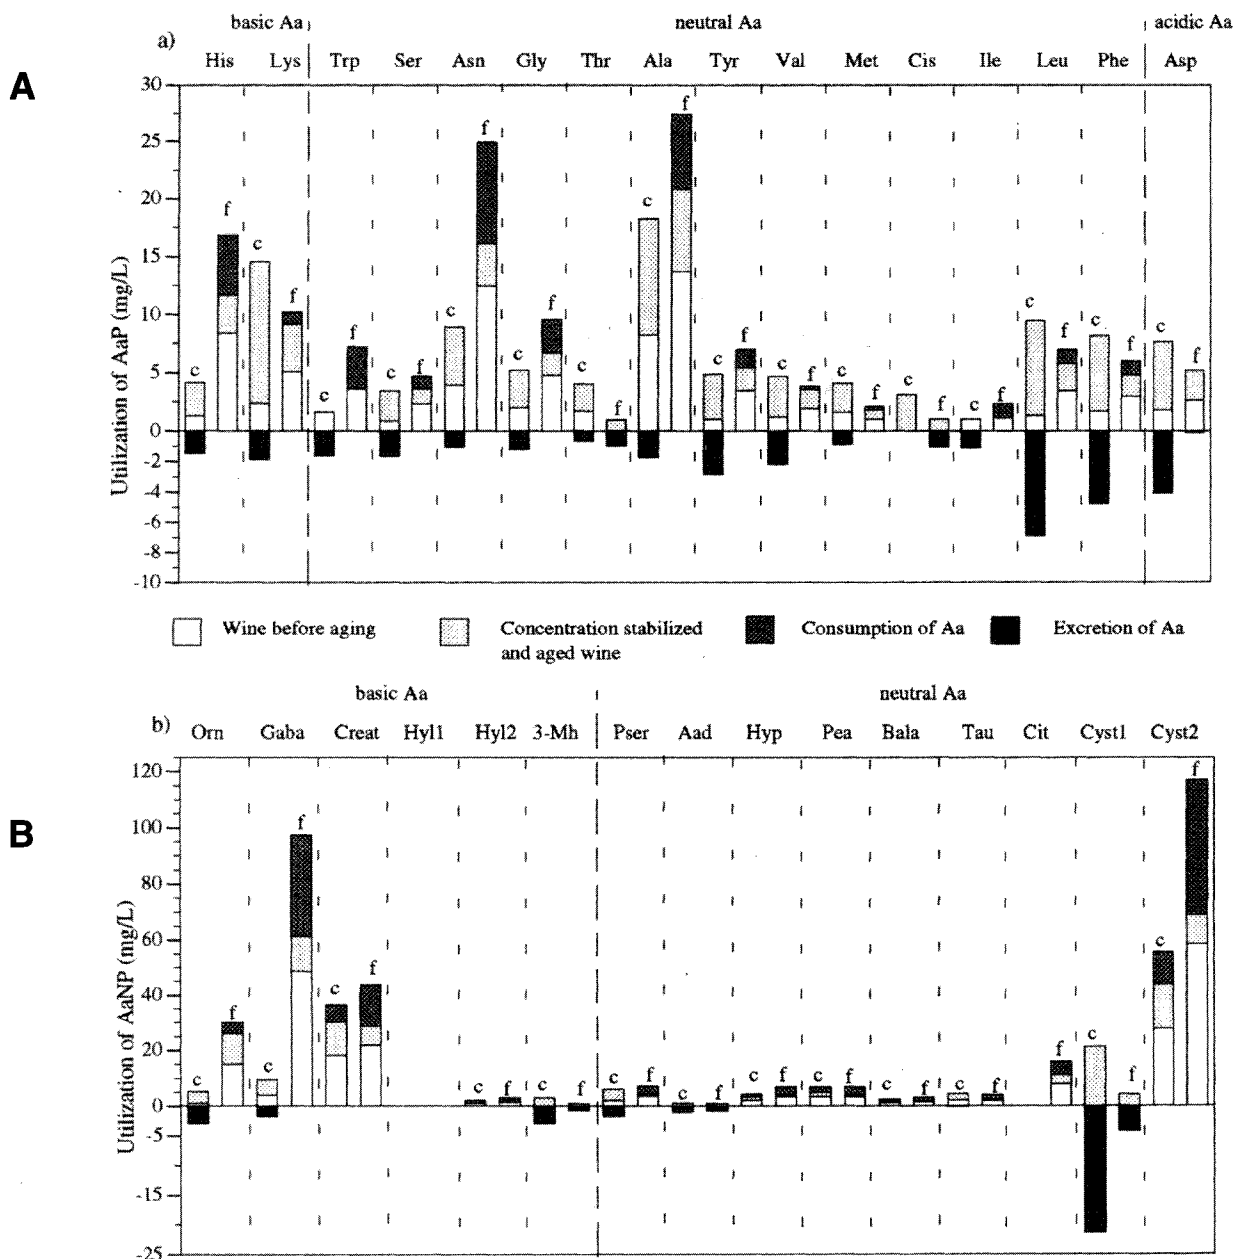 basic Aa neutral Aa acidic Aa
a)
His Lys Trp Ser Asn Gly Thr Ala Tyr Val Met Cis Ile Leu Phe Asp
A
Utilization of AaP (mg/L)
30
25
20
15
10
5
0
-2
-4
-6
-8
-10
c f c f c f c f c f c f c f c f c f c f c f c f c f c f c f c f
Wine before aging Concentration stabilized Consumption of Aa Excretion of Aa
and aged wine
basic Aa neutral Aa
b)
Orn Gaba Creat Hyl1 Hyl2 3-Mh Pser Aad Hyp Pea Bala Tau Cit Cyst1 Cyst2
B
Utilization of AaNP (mg/L)
120
100
80
60
40
20
0
-5
-15
-25
c f c f c f c f c f c f c f c f c f c f c f f c f c f